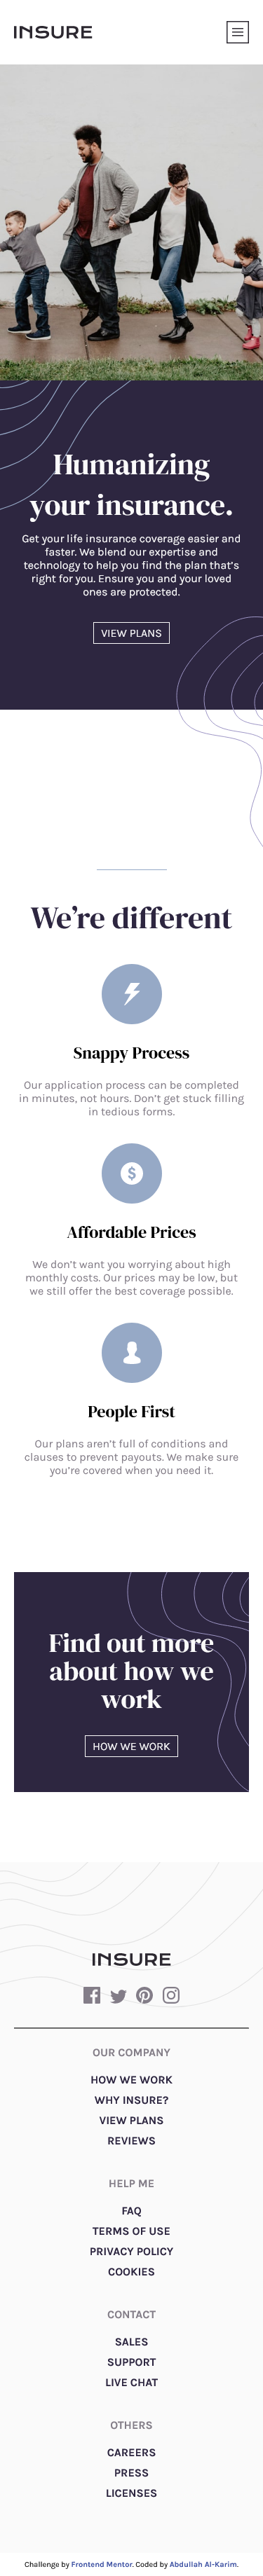 INSURE
Humanizing
your insurance.
Get your life insurance coverage easier and
faster. We blend our expertise and
technology to help you find the plan that’s
right for you. Ensure you and your loved
ones are protected.
VIEW PLANS
We’re different
Snappy Process
Our application process can be completed
in minutes, not hours. Don’t get stuck filling
in tedious forms.
Affordable Prices
We don’t want you worrying about high
monthly costs. Our prices may be low, but
we still offer the best coverage possible.
People First
Our plans aren’t full of conditions and
clauses to prevent payouts. We make sure
you’re covered when you need it.
Find out more
about how we
work
HOW WE WORK
INSURE
OUR COMPANY
HOW WE WORK
WHY INSURE?
VIEW PLANS
REVIEWS
HELP ME
FAQ
TERMS OF USE
PRIVACY POLICY
COOKIES
CONTACT
SALES
SUPPORT
LIVE CHAT
OTHERS
CAREERS
PRESS
LICENSES
Challenge by Frontend Mentor. Coded by Abdullah Al-Karim.